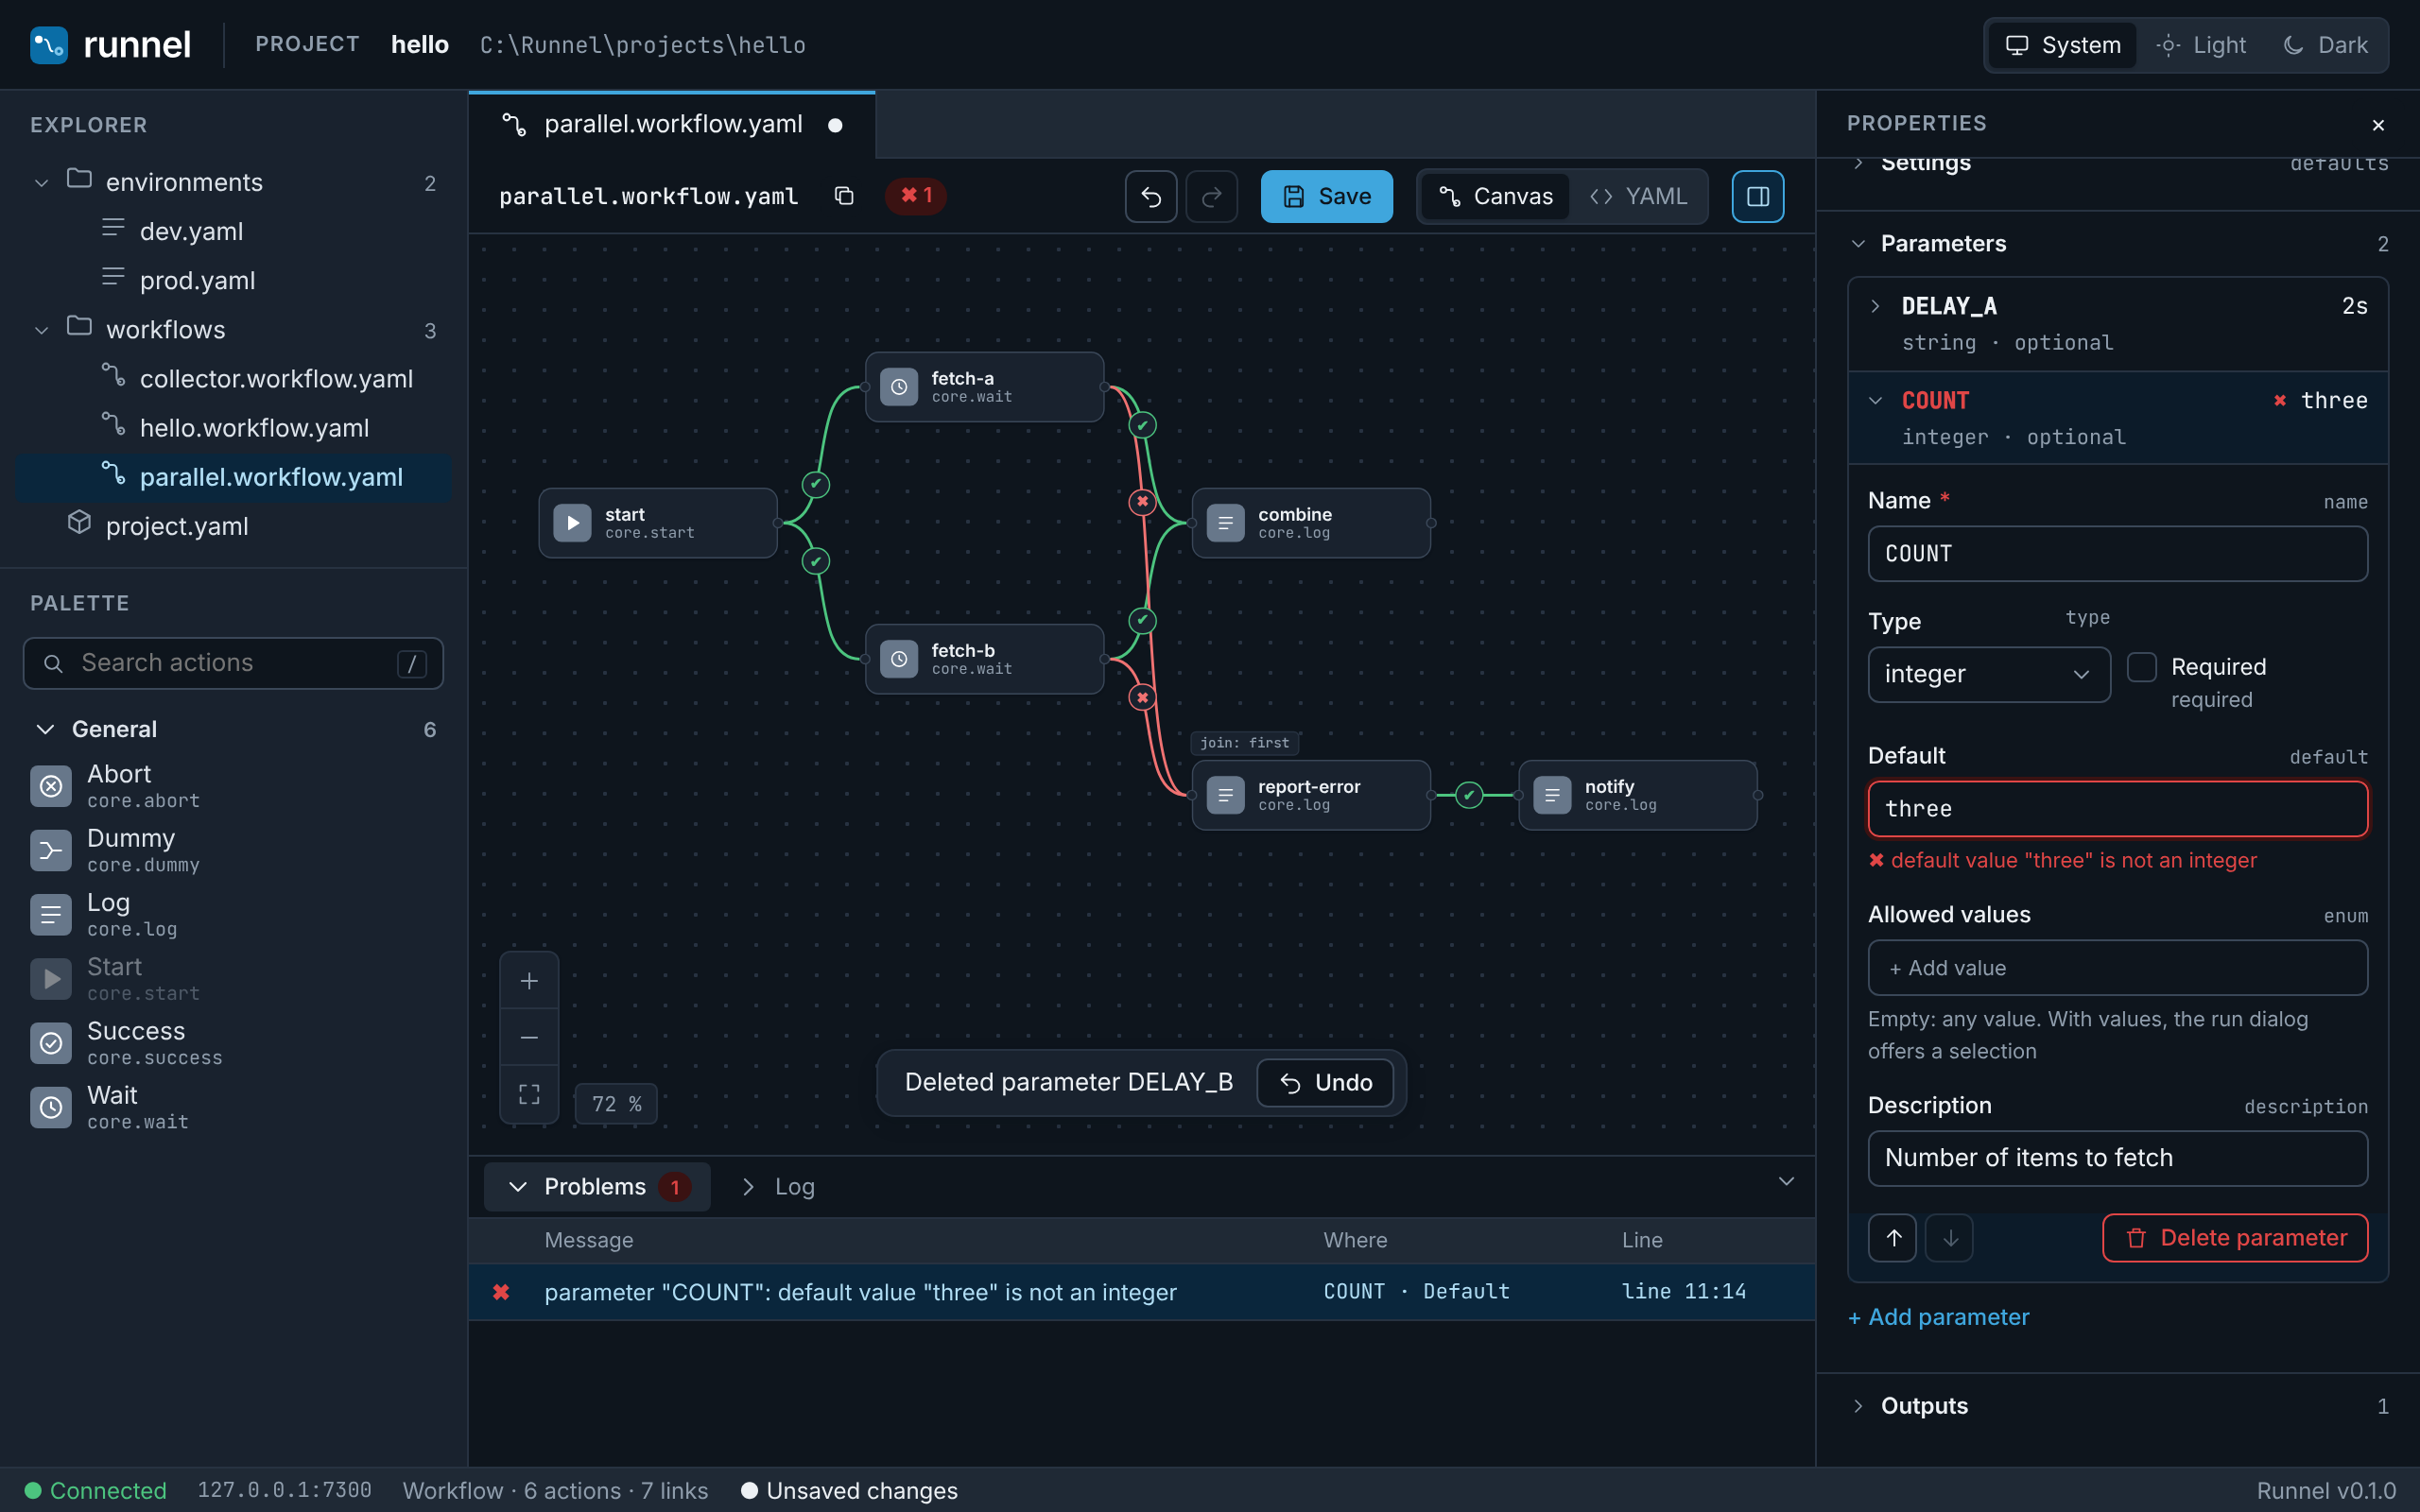 runnel
PROJECT hello C:\Runnel\projects\hello
System Light Dark
EXPLORER
environments 2
dev.yaml
prod.yaml
workflows 3
collector.workflow.yaml
hello.workflow.yaml
parallel.workflow.yaml
project.yaml
PALETTE
Search actions /
General 6
Abort
core.abort
Dummy
core.dummy
Log
core.log
Start
core.start
Success
core.success
Wait
core.wait
parallel.workflow.yaml
parallel.workflow.yaml 1
Save Canvas YAML
fetch-a
core.wait
start
core.start
combine
core.log
fetch-b
core.wait
join: first
report-error
core.log
notify
core.log
72 %
Deleted parameter DELAY_B Undo
Problems 1 Log
Message Where Line
parameter "COUNT": default value "three" is not an integer COUNT · Default line 11:14
PROPERTIES
Settings defaults
Parameters 2
DELAY_A 2s
string · optional
COUNT three
integer · optional
Name * name
COUNT
Type type
integer Required
required
Default default
three
default value "three" is not an integer
Allowed values enum
+ Add value
Empty: any value. With values, the run dialog
offers a selection
Description description
Number of items to fetch
Delete parameter
+ Add parameter
Outputs 1
Connected 127.0.0.1:7300 Workflow · 6 actions · 7 links Unsaved changes Runnel v0.1.0